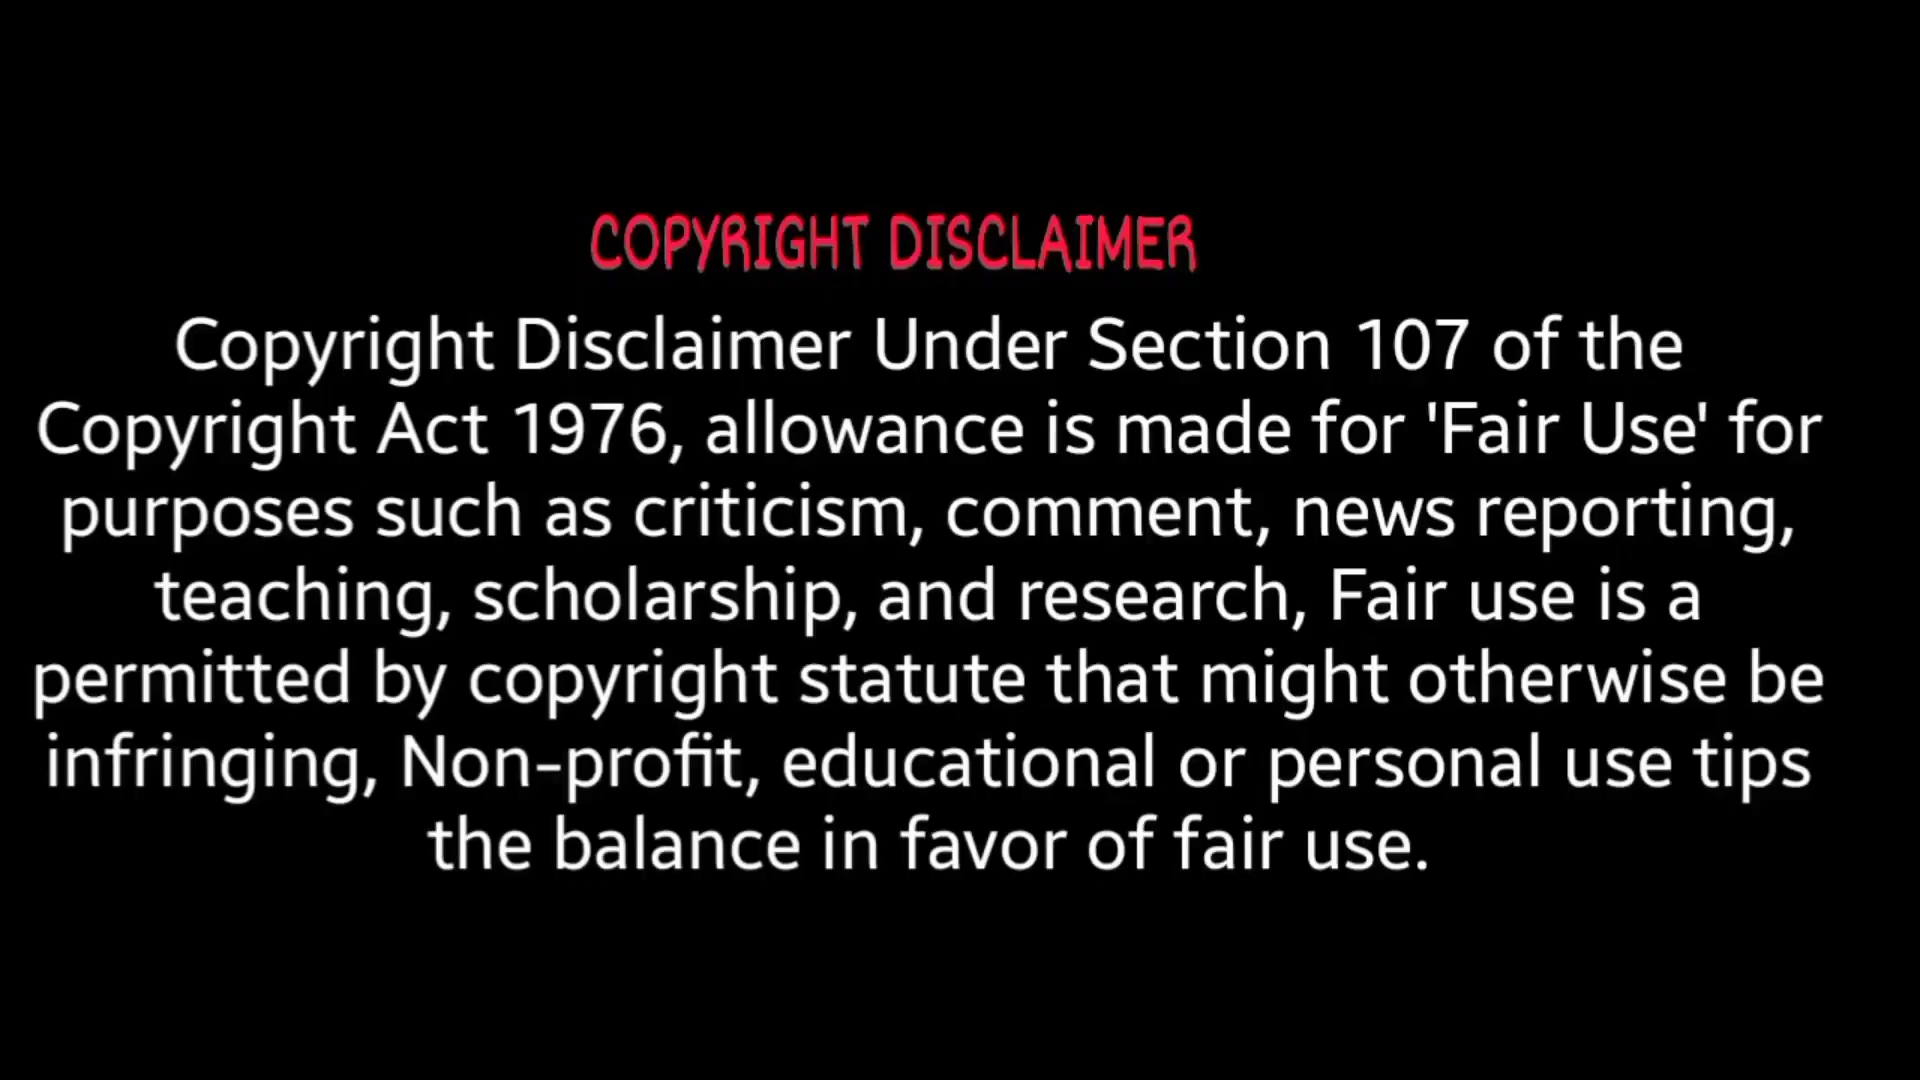 COPYRIGHT DISCLAIMER
Copyright Disclaimer Under Section 107 of the
Copyright Act 1976, allowance is made for 'Fair Use' for
purposes such as criticism, comment, news reporting,
teaching, scholarship, and research, Fair use is a
permitted by copyright statute that might otherwise be
infringing, Non-profit, educational or personal use tips
the balance in favor of fair use.